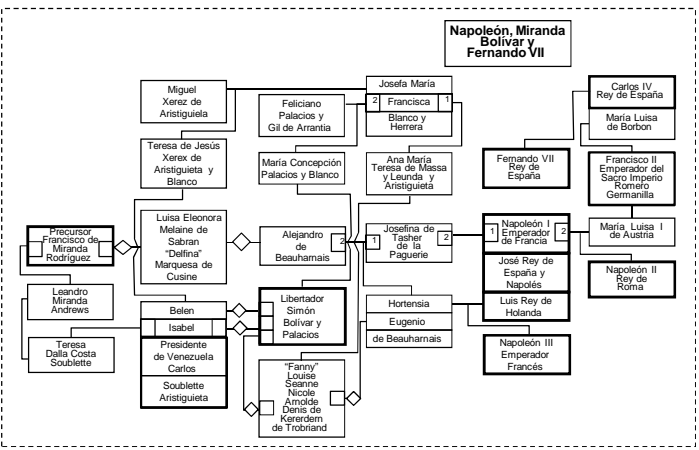 Napoleón, Miranda
Bolívar y
Fernando VII
Miguel
Xerez de
Aristiguiela
Feliciano
Palacios y
Gil de Arrantia
Josefa María
2
Francisca
1
Blanco y
Herrera
Carlos IV
Rey de España
María Luisa
de Borbon
Teresa de Jesús
Xerex de
Aristigueta y
Blanco
María Concepción
Palacios y Blanco
Ana María
Teresa de Massa
y Leunda y
Aristiguietá
Fernando VII
Rey de
España
Francisco II
Emperador del
Sacro Imperio
Romero
Germanilla
Precursor
Francisco de
Miranda
Rodríguez
Luisa Eleonora
Melaine de
Sabran
"Delfina"
Marquesa de
Cusine
Alejandro
de
Beauharnais
2
1
Josefina de
Tasher
de la
Paguerie
2
1
Napoleón I
Emperador
de Francia
2
María Luisa I
de Austria
José Rey de
España y
Napolés
Luis Rey de
Holanda
Napoleón II
Rey de
Roma
Leandro
Miranda
Andrews
Belen
Isabel
Presidente
de Venezuela
Carlos
Soublette
Aristigueta
Libertador
Simón
Bolívar y
Palacios
Hortensia
Eugenio
de Beauharnais
Napoleón III
Emperador
Francés
Teresa
Dalla Costa
Soublette
"Fanny"
Louise
Seanne
Nicole
Arnolde
Denis de
Kererdern
de Trobriand